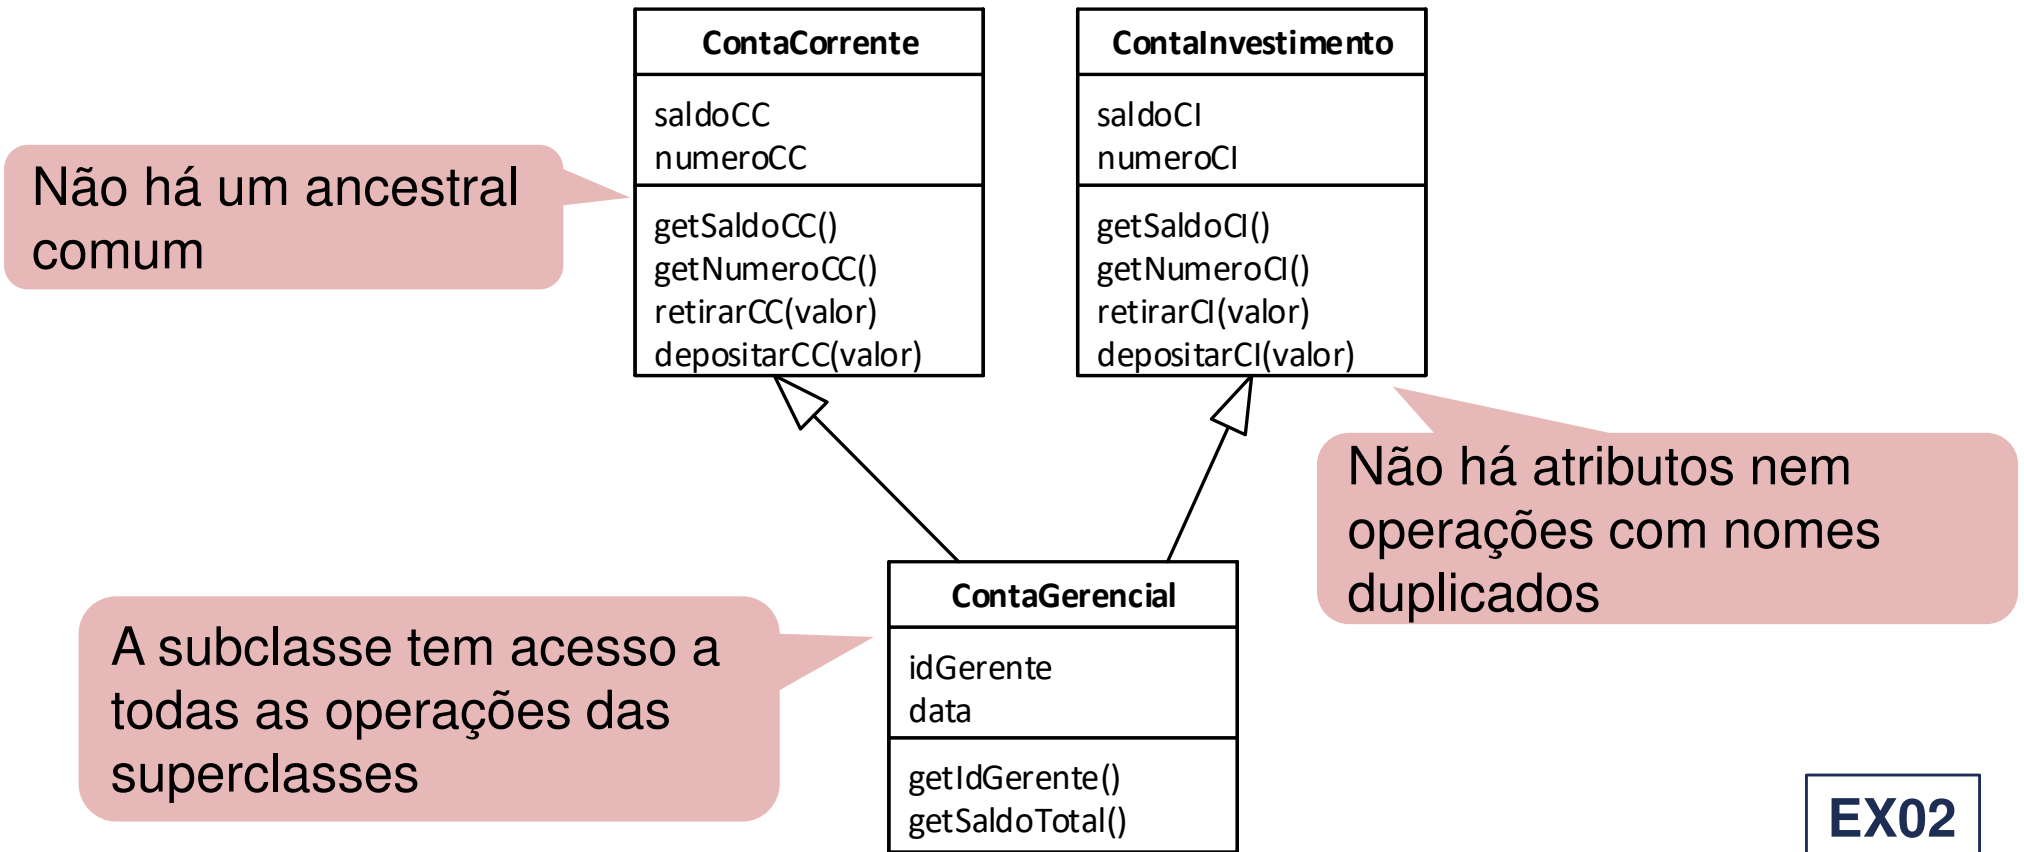 ContaCorrente
saldoCC
numeroCC
getSaldoCC()
getNumeroCC()
retirarCC(valor)
depositarCC(valor)
ContaInvestimento
saldoCI
numeroCI
getSaldoCI()
getNumeroCI()
retirarCI(valor)
depositarCI(valor)
Não há um ancestral
comum
Não há atributos nem
operações com nomes
duplicados
A subclasse tem acesso a
todas as operações das
superclasses
ContaGerencial
idGerente
data
getIdGerente()
getSaldoTotal()
EX02